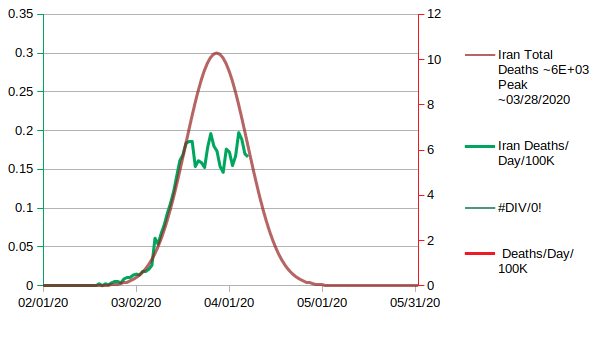 0.35
0.3
0.25
0.2
0.15
0.1
0.05
0
12
10
8
6
4
2
0
02/01/20
03/02/20
04/01/20
05/01/20
05/31/20
Iran Total
Deaths ~6E+03
Peak
~03/28/2020
Iran Deaths/
Day/100K
#DIV/0!
Deaths/Day/
100K